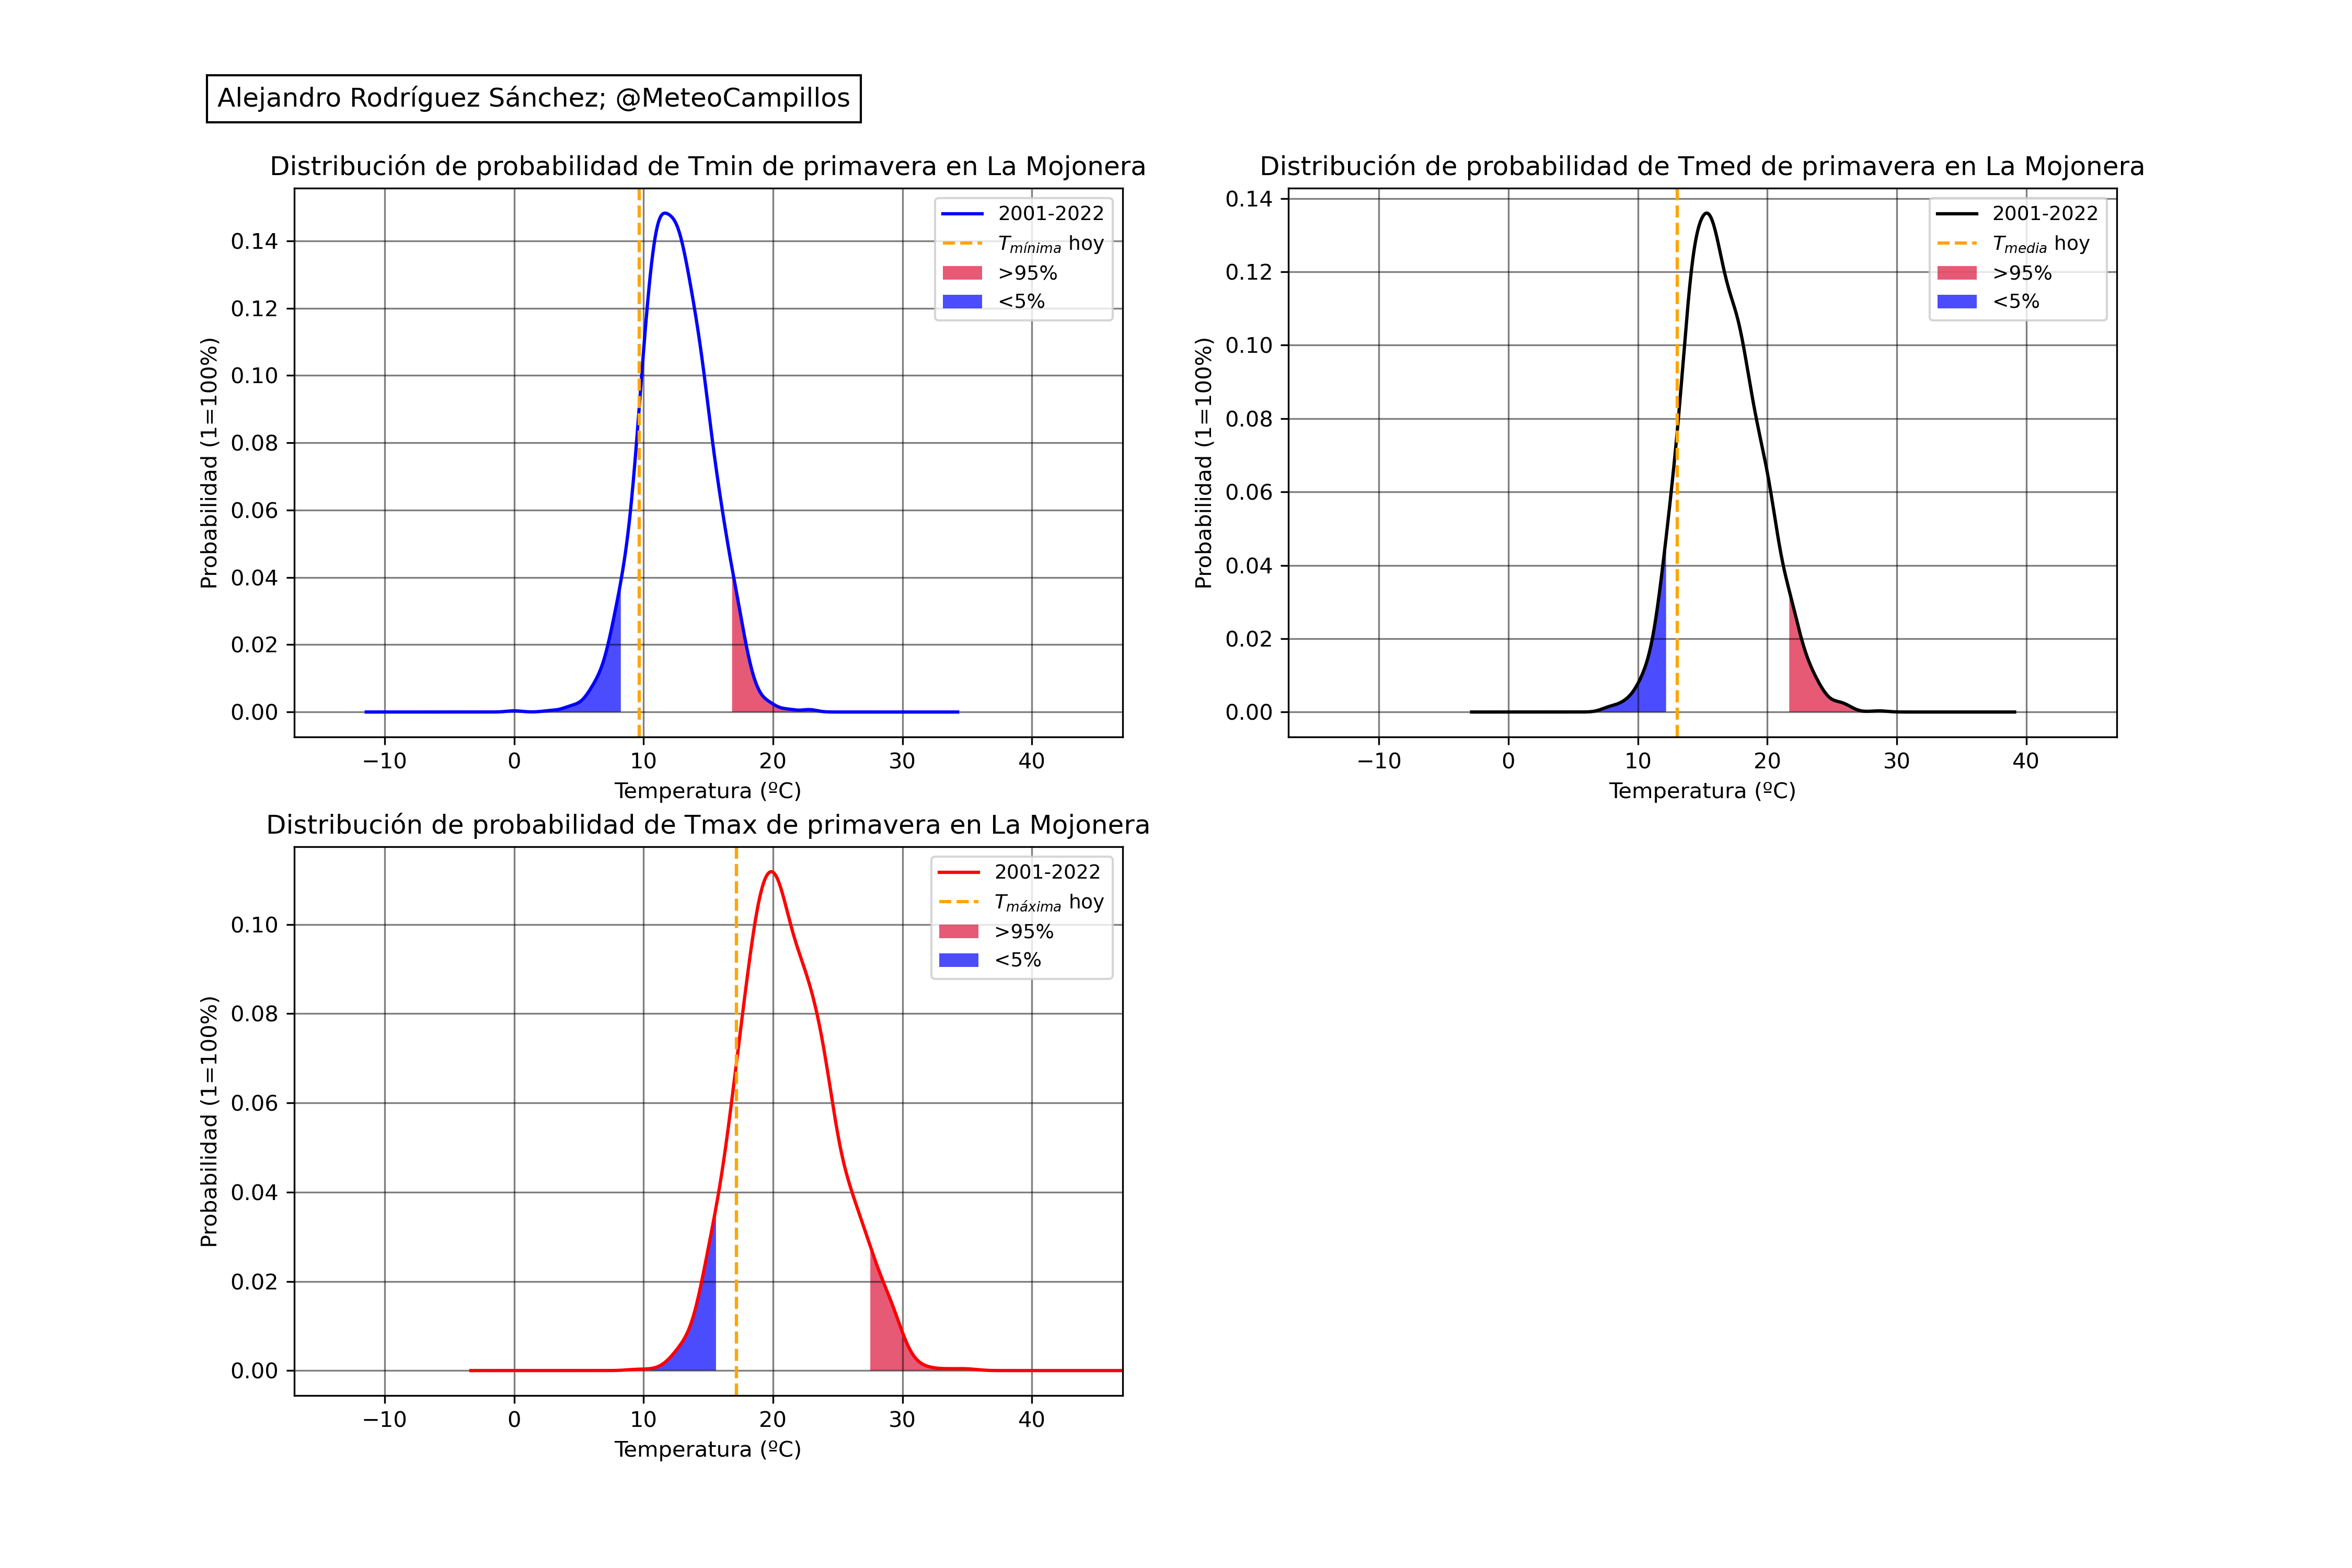 Alejandro Rodríguez Sánchez; @MeteoCampillos
Distribución de probabilidad de Tmin de primavera en La Mojonera
Probabilidad (1=100%)
0.14
0.12
0.10
0.08
0.06
0.04
0.02
0.00
2001-2022
Tmínima hoy
>95%
<5%
−10 0 10 20 30 40
Temperatura (ºC)
Distribución de probabilidad de Tmed de primavera en La Mojonera
Probabilidad (1=100%)
0.14
0.12
0.10
0.08
0.06
0.04
0.02
0.00
2001-2022
Tmedia hoy
>95%
<5%
−10 0 10 20 30 40
Temperatura (ºC)
Distribución de probabilidad de Tmax de primavera en La Mojonera
Probabilidad (1=100%)
0.10
0.08
0.06
0.04
0.02
0.00
2001-2022
Tmáxima hoy
>95%
<5%
−10 0 10 20 30 40
Temperatura (ºC)